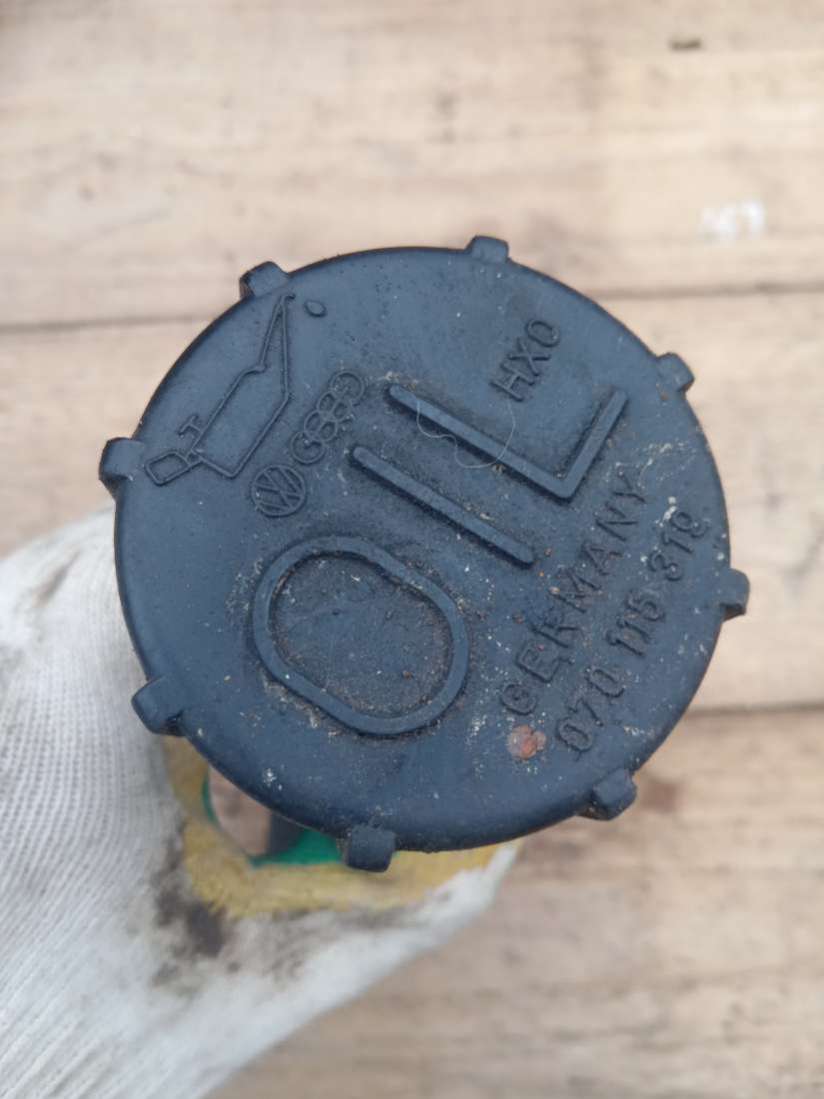 HXO
OIL
GERMANY
070 115 319